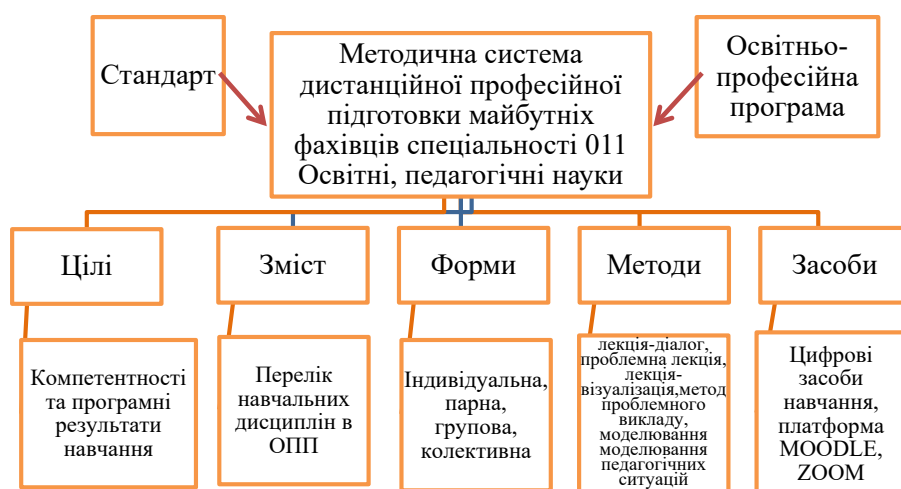 Стандарт
Методична система
дистанційної професійної
підготовки майбутніх
фахівців спеціальності 011
Освітні, педагогічні науки
Освітньо-
професійна
програма
Цілі
Зміст
Форми
Методи
Засоби
Компетентності
та програмні
результати
навчання
Перелік
навчальних
дисциплін в
ОПП
Індивідуальна,
парна,
групова,
колективна
лекція-діалог,
проблемна лекція,
лекція-
візуалізація,метод
проблемного
викладу,
моделювання
моделювання
педагогічних
ситуацій
Цифрові
засоби
навчання,
платформа
MOODLE,
ZOOM